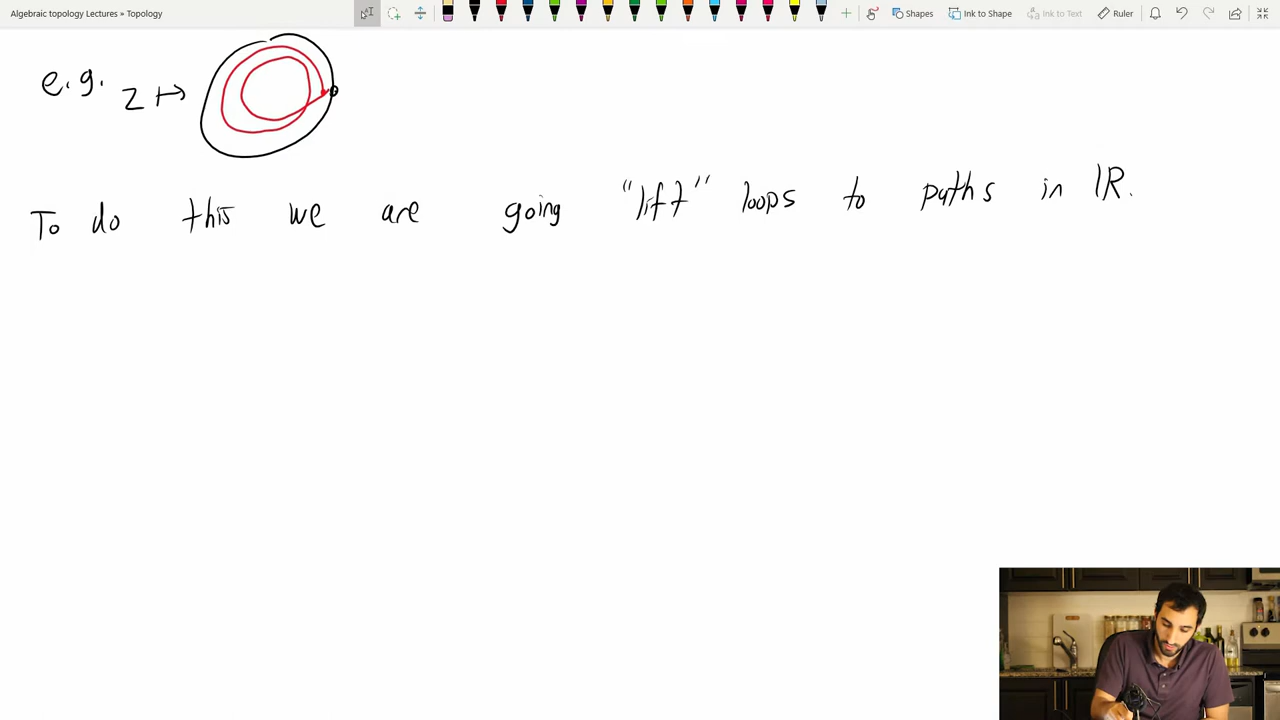 Algebraic topology Lectures » Topology
Shapes
Ink to Shape
Ink to Text
Ruler
e.g. 2 ↦
To do this we are going "lift" loops to paths in ℝ.